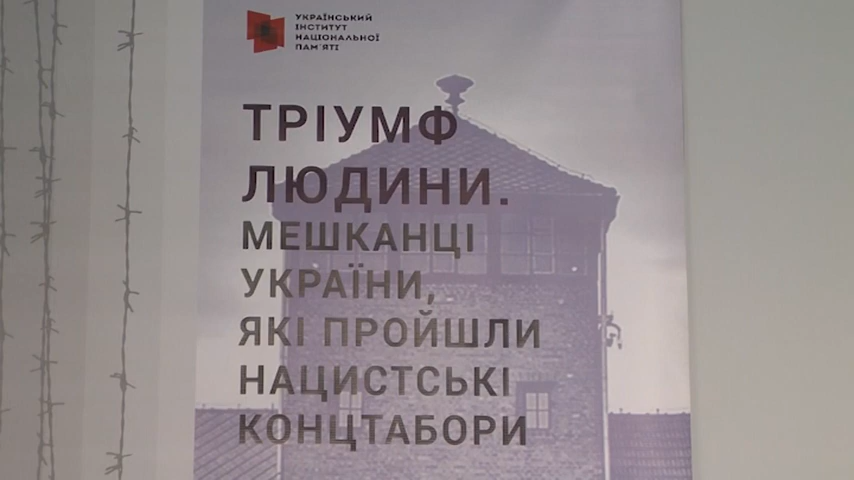 УКРАЇНСЬКИЙ
ІНСТИТУТ
НАЦІОНАЛЬНОЇ
ПАМ'ЯТІ
ТРІУМФ
ЛЮДИНИ.
МЕШКАНЦІ
УКРАЇНИ,
ЯКІ ПРОЙШЛИ
НАЦИСТСЬКІ
КОНЦТАБОРИ